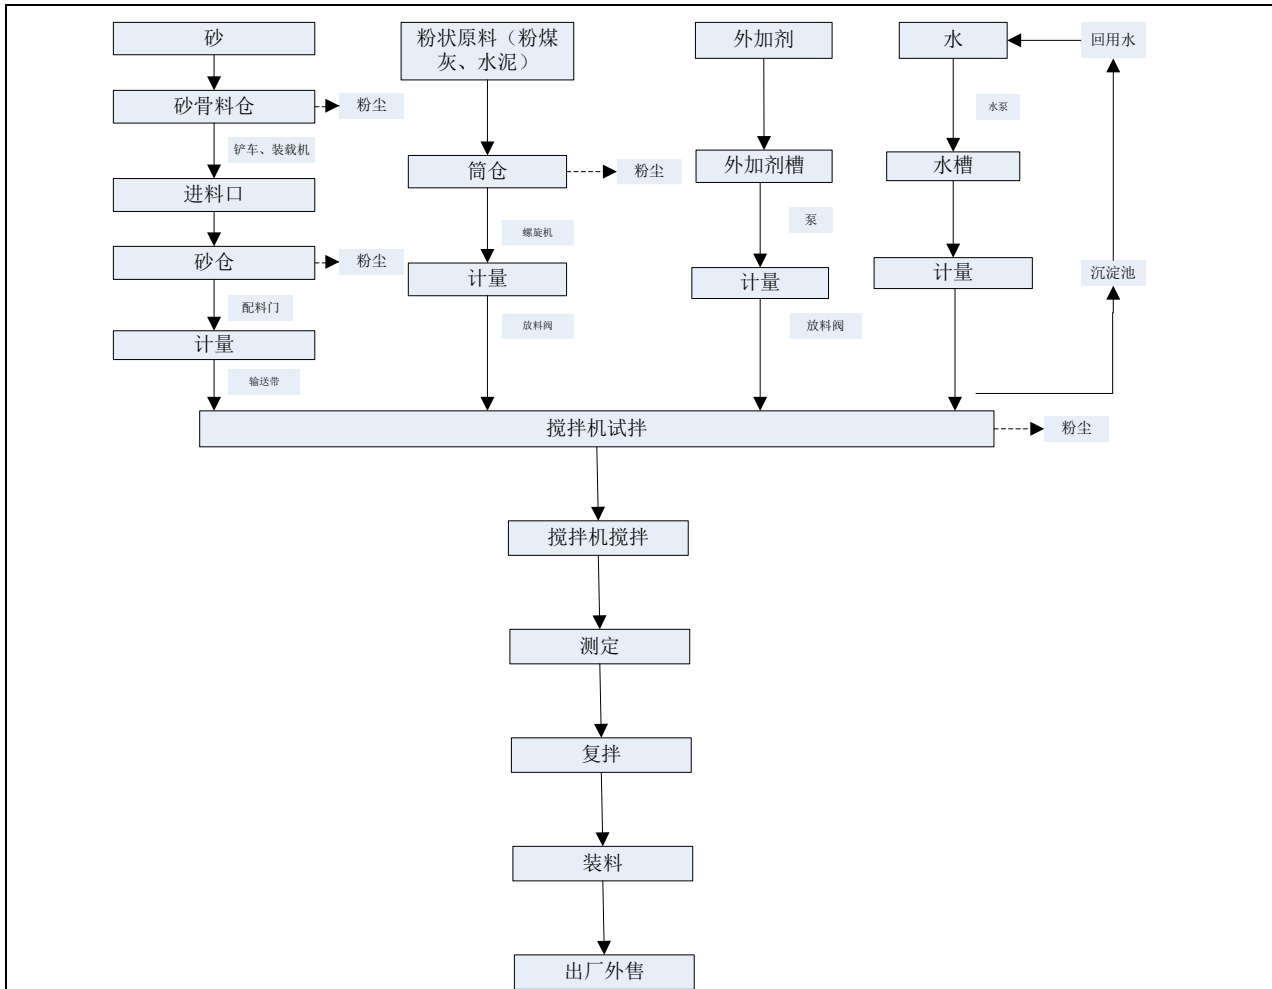 砂
粉状原料（粉煤
灰、水泥）
外加剂
水
回用水
砂骨料仓
粉尘
水泵
铲车、装载机
筒仓
粉尘
外加剂槽
水槽
进料口
螺旋机
泵
砂仓
粉尘
计量
计量
计量
沉淀池
配料门
放料阀
放料阀
计量
输送带
搅拌机试拌
粉尘
搅拌机搅拌
测定
复拌
装料
出厂外售